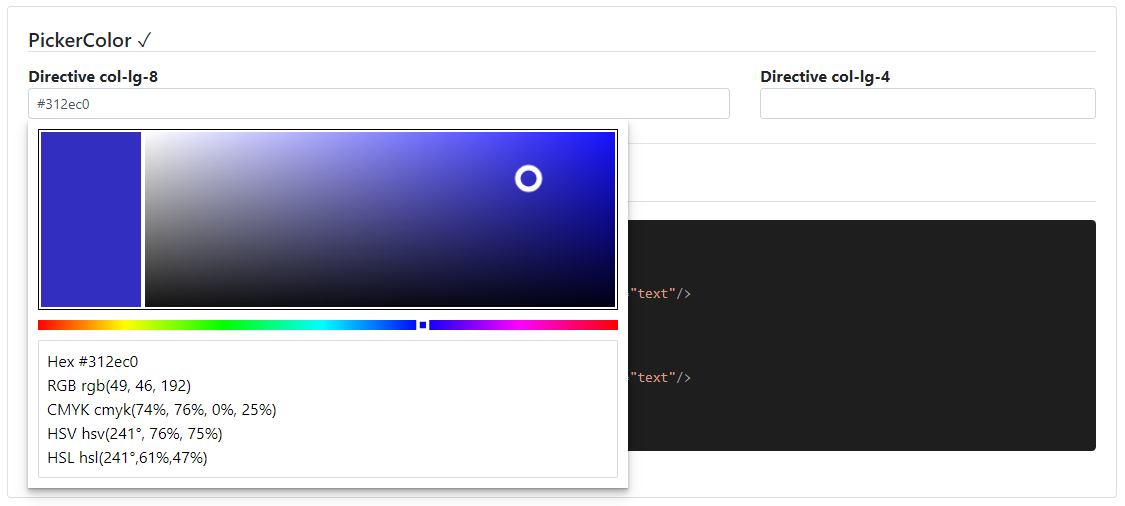 PickerColor ✓
Directive col-lg-8
Directive col-lg-4
#312ec0
="text"/>
="text"/>
Hex #312ec0
RGB rgb(49, 46, 192)
CMYK cmyk(74%, 76%, 0%, 25%)
HSV hsv(241°, 76%, 75%)
HSL hsl(241°,61%,47%)